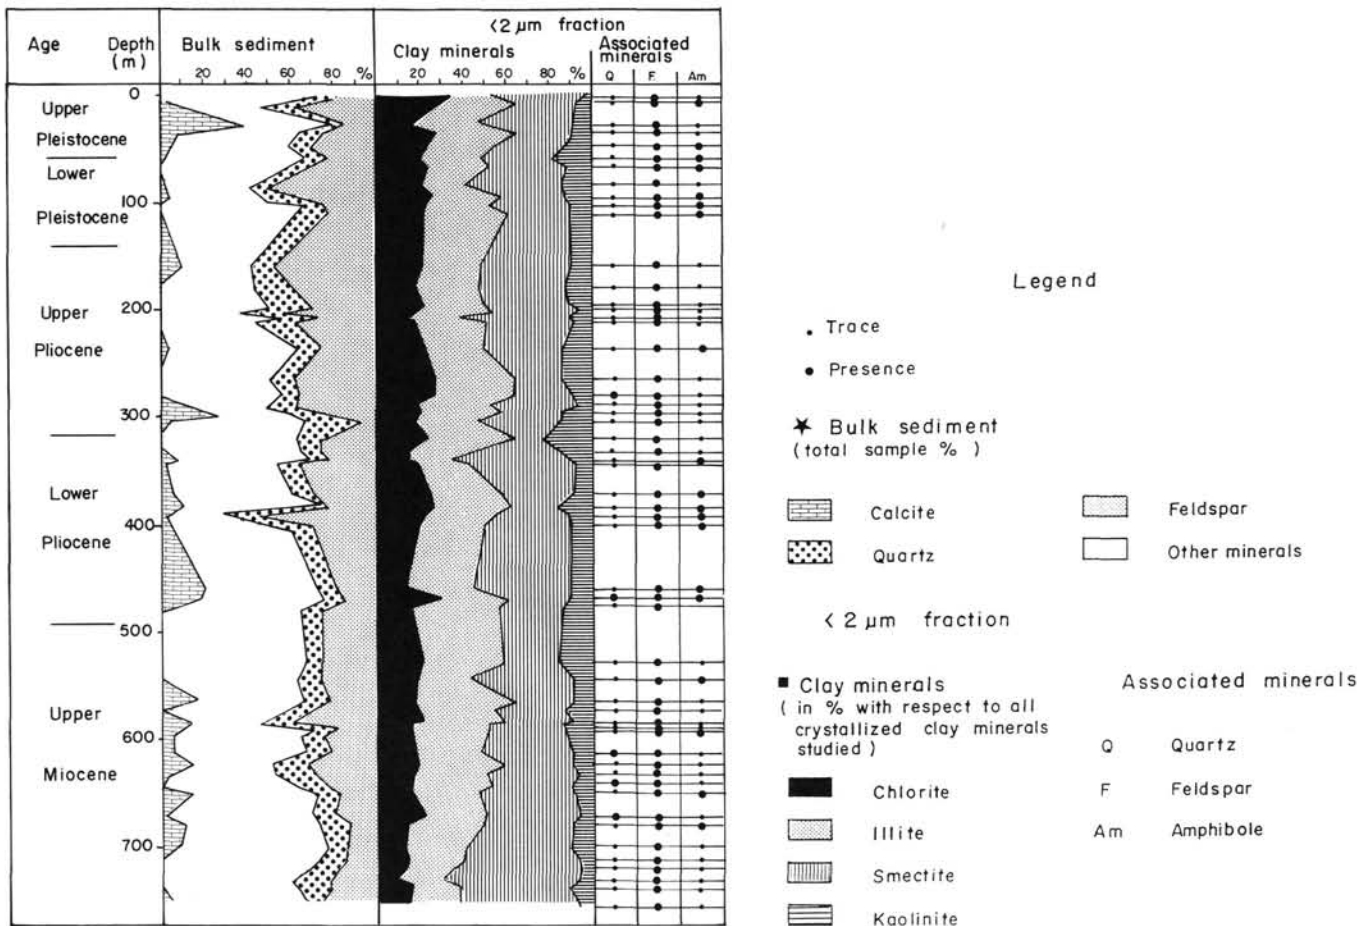 <2 µm fraction
Age Depth (m) Bulk sediment Clay minerals Associated minerals
20 40 60 80 % 20 40 60 80 % Q F Am
0
Upper
Pleistocene
Lower
100
Pleistocene
200
Upper
Pliocene
300
Lower
400
Pliocene
500
Upper
600
Miocene
700
Legend
Trace
Presence
Bulk sediment
(total sample %)
Calcite
Feldspar
Quartz
Other minerals
<2 µm fraction
Clay minerals
(in % with respect to all
crystallized clay minerals
studied)
Associated minerals
Q Quartz
F Feldspar
Am Amphibole
Chlorite
Illite
Smectite
Kaolinite